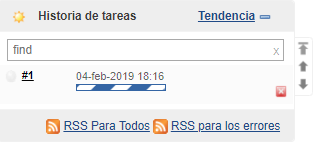 Historia de tareas Tendencia
find x
#1 04-feb-2019 18:16
RSS Para Todos RSS para los errores